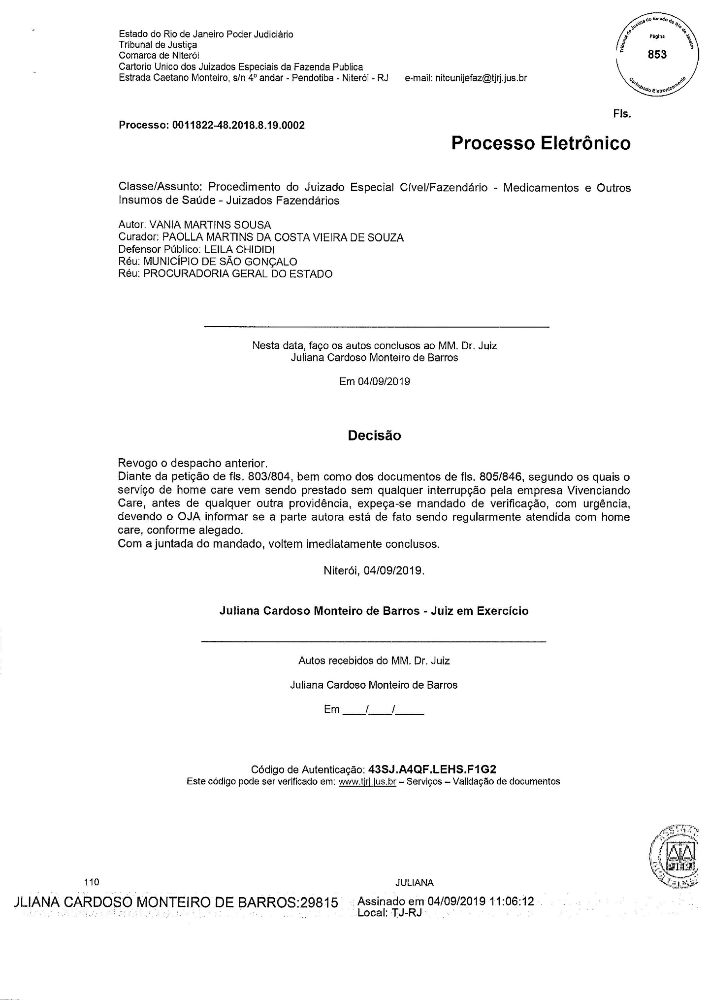 Estado do Rio de Janeiro Poder Judiciário
Tribunal de Justiça
Comarca de Niterói
Cartorio Unico dos Juizados Especiais da Fazenda Publica
Estrada Caetano Monteiro, s/n 4º andar - Pendotiba - Niterói - RJ e-mail: nitcunijefaz@tjrj.jus.br
Tribunal de Justiça do Estado do Rio de Janeiro
Página
853
Carimbado Eletronicamente
Fls.
Processo: 0011822-48.2018.8.19.0002
Processo Eletrônico
Classe/Assunto: Procedimento do Juizado Especial Cível/Fazendário - Medicamentos e Outros
Insumos de Saúde - Juizados Fazendários
Autor: VANIA MARTINS SOUSA
Curador: PAOLLA MARTINS DA COSTA VIEIRA DE SOUZA
Defensor Público: LEILA CHIDIDI
Réu: MUNICÍPIO DE SÃO GONÇALO
Réu: PROCURADORIA GERAL DO ESTADO
Nesta data, faço os autos conclusos ao MM. Dr. Juiz
Juliana Cardoso Monteiro de Barros
Em 04/09/2019
Decisão
Revogo o despacho anterior.
Diante da petição de fls. 803/804, bem como dos documentos de fls. 805/846, segundo os quais o
serviço de home care vem sendo prestado sem qualquer interrupção pela empresa Vivenciando
Care, antes de qualquer outra providência, expeça-se mandado de verificação, com urgência,
devendo o OJA informar se a parte autora está de fato sendo regularmente atendida com home
care, conforme alegado.
Com a juntada do mandado, voltem imediatamente conclusos.
Niterói, 04/09/2019.
Juliana Cardoso Monteiro de Barros - Juiz em Exercício
Autos recebidos do MM. Dr. Juiz
Juliana Cardoso Monteiro de Barros
Em ____/____/_____
Código de Autenticação: 43SJ.A4QF.LEHS.F1G2
Este código pode ser verificado em: www.tjrj.jus.br – Serviços – Validação de documentos
110 JULIANA
JLIANA CARDOSO MONTEIRO DE BARROS:29815 Assinado em 04/09/2019 11:06:12
Local: TJ-RJ